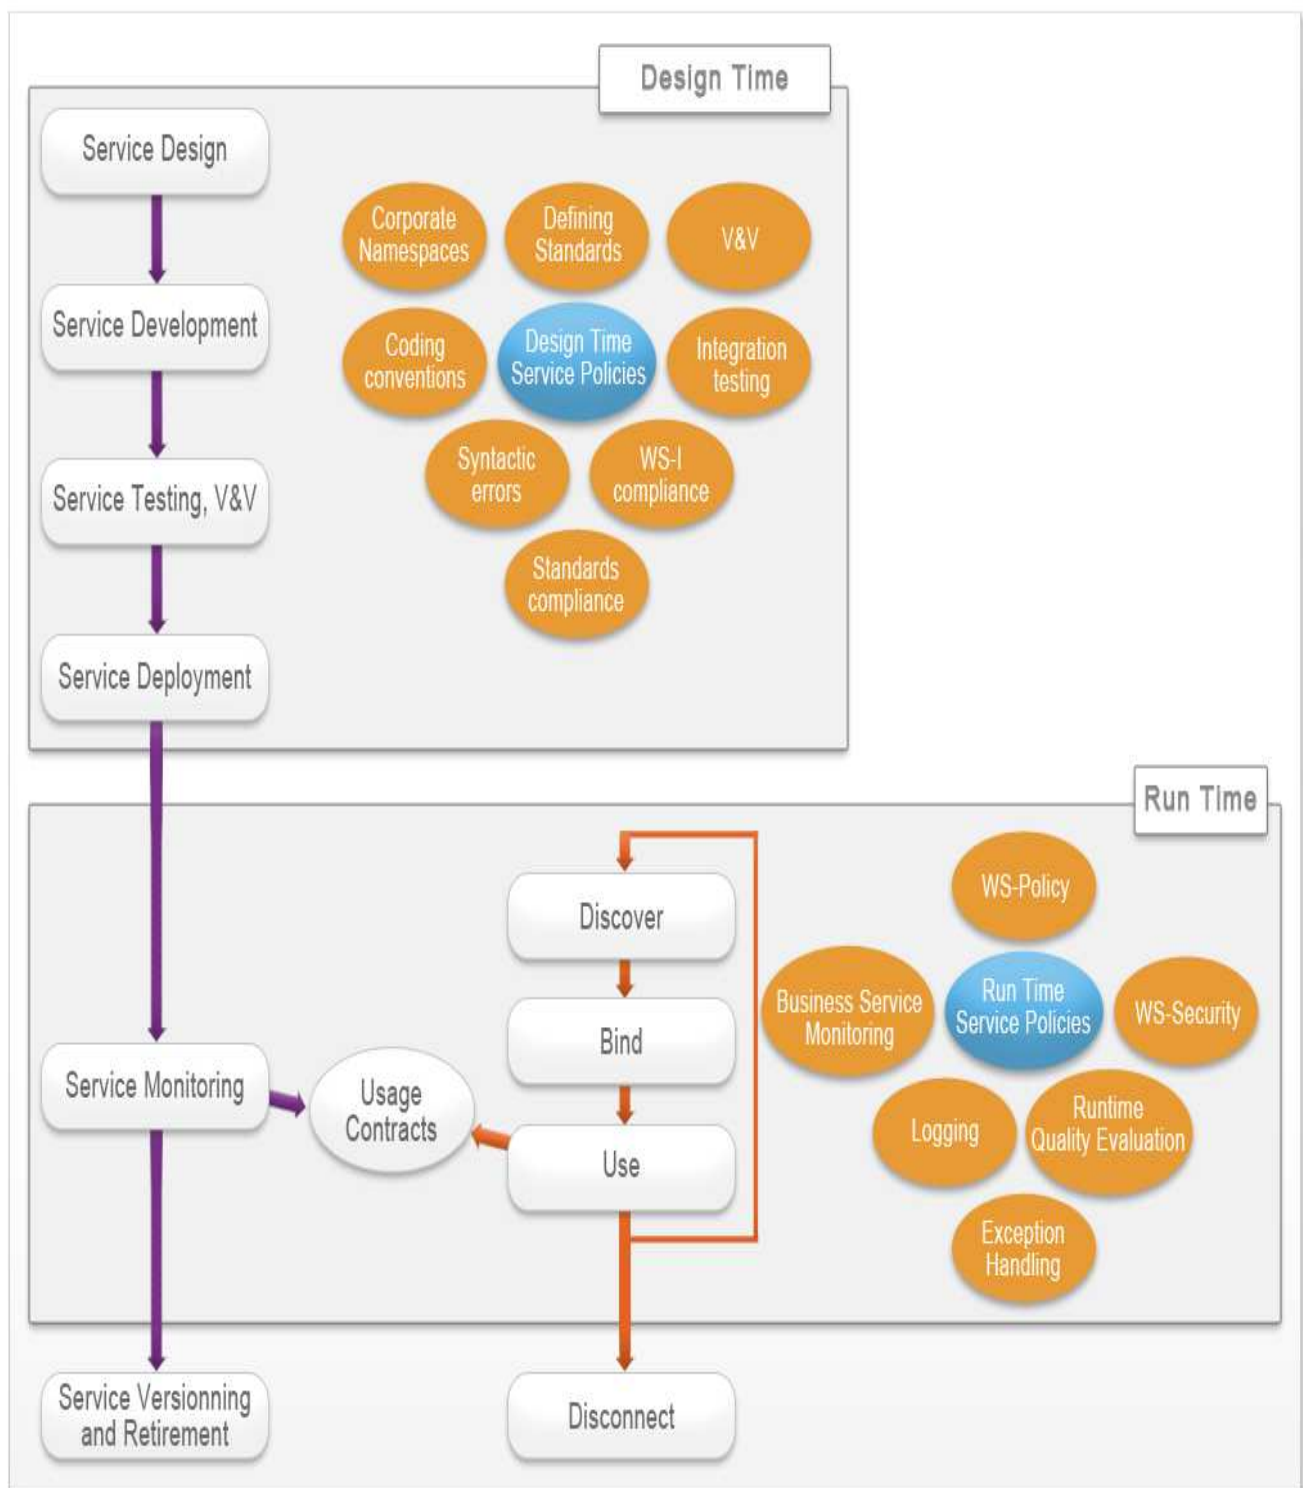 Design Time
Service Design
Service Development
Service Testing, V&V
Service Deployment
Corporate
Namespaces
Defining
Standards
V&V
Coding
conventions
Design Time
Service Policies
Integration
testing
Syntactic
errors
WS-I
compliance
Standards
compliance
Run Time
Service Monitoring
Usage
Contracts
Discover
Bind
Use
WS-Policy
Business Service
Monitoring
Run Time
Service Policies
WS-Security
Logging
Runtime
Quality Evaluation
Exception
Handling
Service Versionning
and Retirement
Disconnect